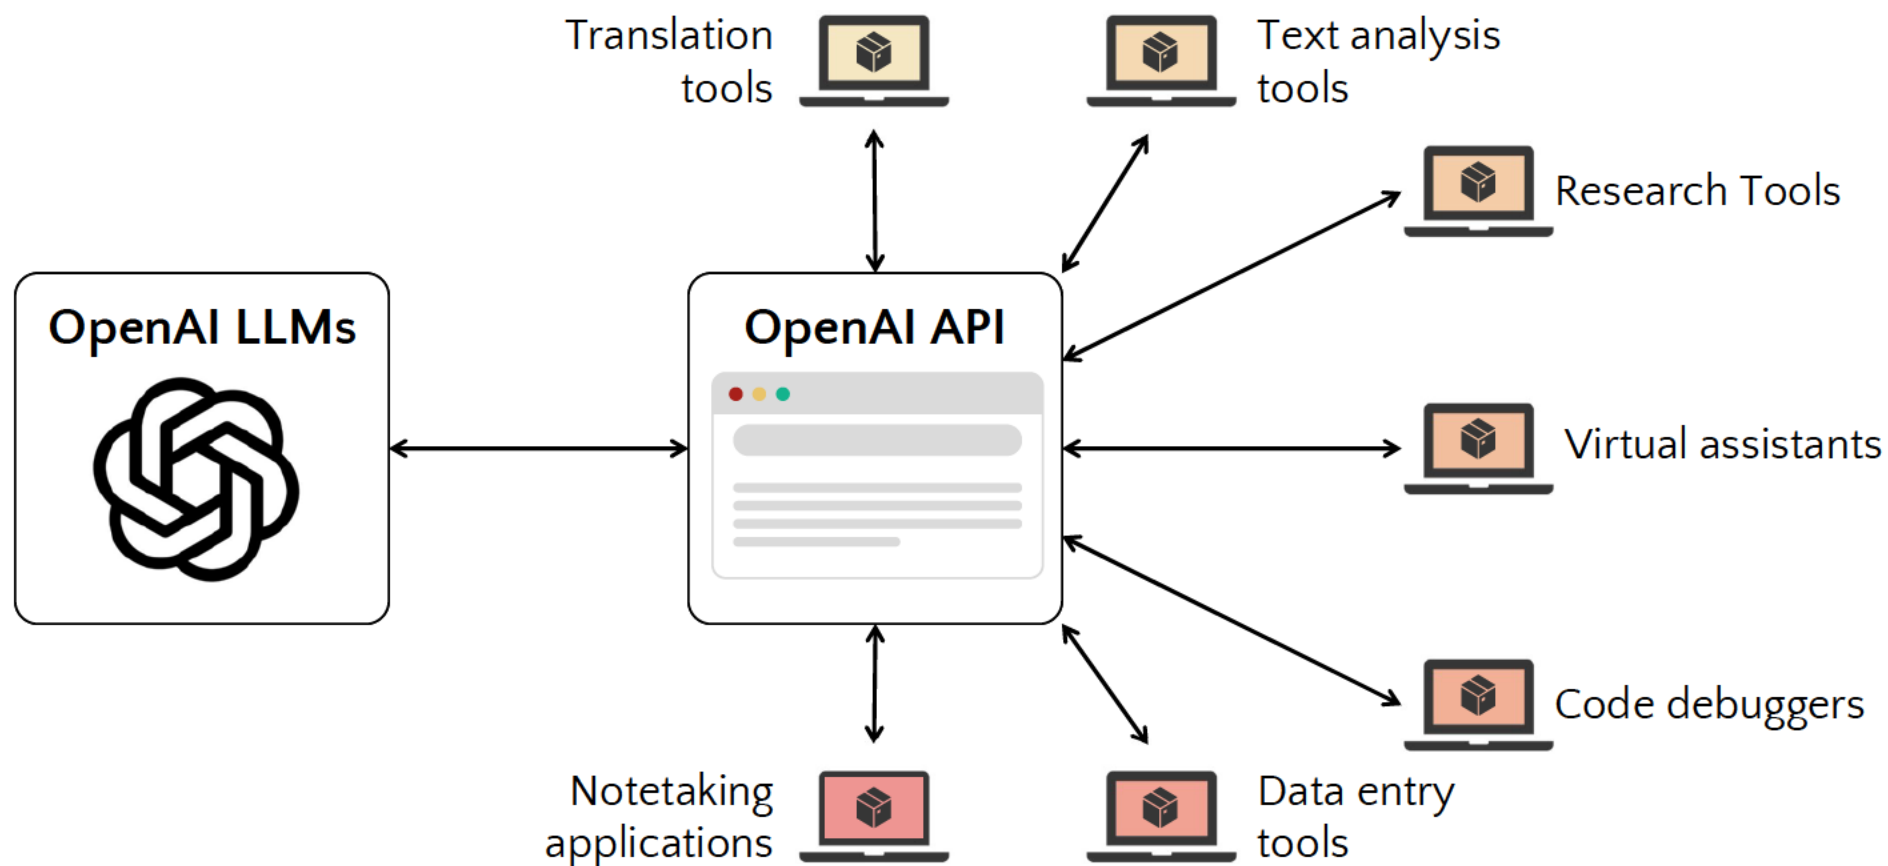 Translation
tools
Text analysis
tools
Research Tools
OpenAI LLMs
OpenAI API
Virtual assistants
Code debuggers
Notetaking
applications
Data entry
tools